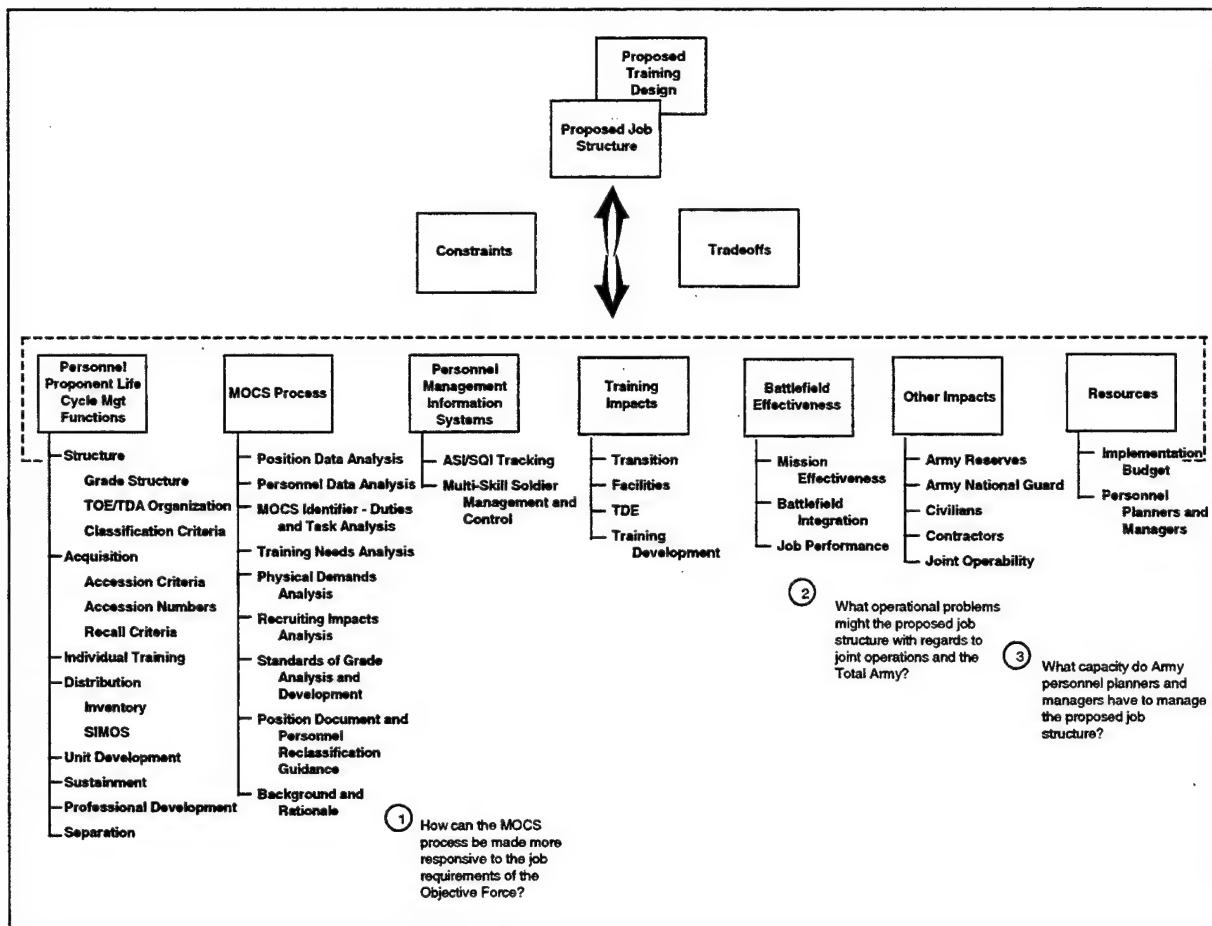 Proposed
Training
Design
Proposed Job
Structure
Constraints
Tradeoffs
Personnel
Proponent Life
Cycle Mgt
Functions
Structure
Grade Structure
TOE/TDA Organization
Classification Criteria
Acquisition
Accession Criteria
Accession Numbers
Recall Criteria
Individual Training
Distribution
Inventory
SIMOS
Unit Development
Sustainment
Professional Development
Separation
MOCS Process
Position Data Analysis
Personnel Data Analysis
MOCS Identifier - Duties
and Task Analysis
Training Needs Analysis
Physical Demands
Analysis
Recruiting Impacts
Analysis
Standards of Grade
Analysis and
Development
Position Document and
Personnel
Reclassification
Guidance
Background and
Rationale
1
How can the MOCS
process be made more
responsive to the job
requirements of the
Objective Force?
Personnel
Management
Information
Systems
ASI/SQI Tracking
Multi-Skill Soldier
Management and
Control
Training
Impacts
Transition
Facilities
TDE
Training
Development
Battlefield
Effectiveness
Mission
Effectiveness
Battlefield
Integration
Job Performance
2
What operational problems
might the proposed job
structure with regards to
joint operations and the
Total Army?
Other Impacts
Army Reserves
Army National Guard
Civilians
Contractors
Joint Operability
Resources
Implementation
Budget
Personnel
Planners and
Managers
3
What capacity do Army
personnel planners and
managers have to manage
the proposed job
structure?